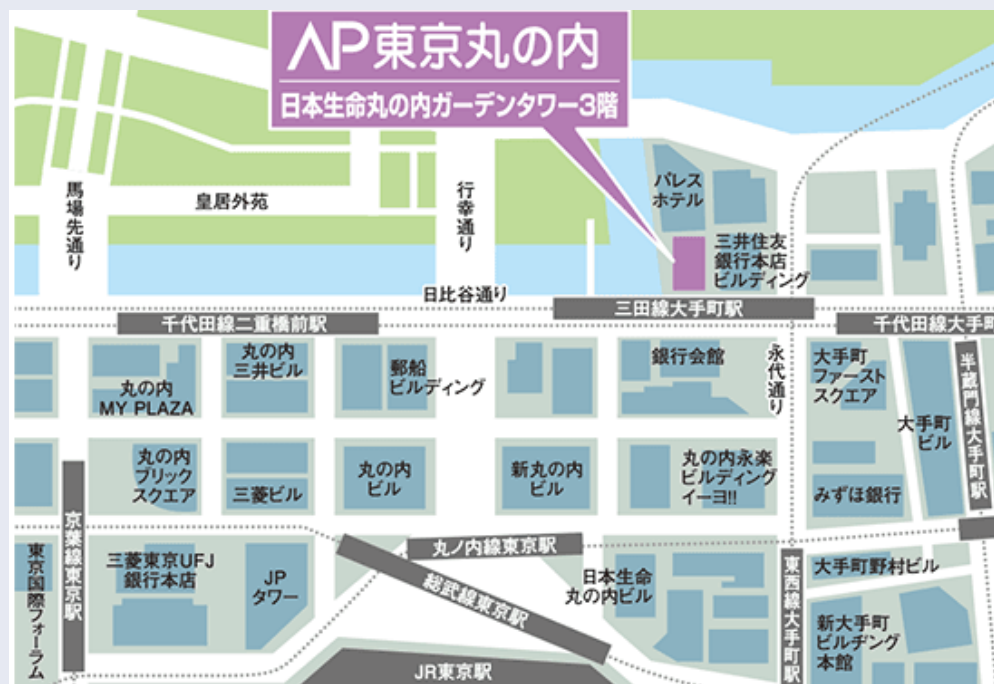 AP東京丸の内
日本生命丸の内ガーデンタワー3階
馬場先通り
皇居外苑
行幸通り
パレス
ホテル
三井住友
銀行本店
ビルディング
日比谷通り
三田線大手町駅
千代田線二重橋前駅
千代田線大手町
丸の内
MY PLAZA
丸の内
三井ビル
郵船
ビルディング
銀行会館
永代通り
大手町
ファースト
スクエア
大手町
ビル
半蔵門線大手町駅
丸の内
ブリック
スクエア
三菱ビル
丸の内
ビル
新丸の内
ビル
丸の内永楽
ビルディング
イーヨ!!
みずほ銀行
京葉線東京駅
東京国際フォーラム
三菱東京UFJ
銀行本店
JP
タワー
丸ノ内線東京駅
総武線東京駅
日本生命
丸の内ビル
東西線大手町駅
大手町野村ビル
新大手町
ビルヂング
本館
JR東京駅